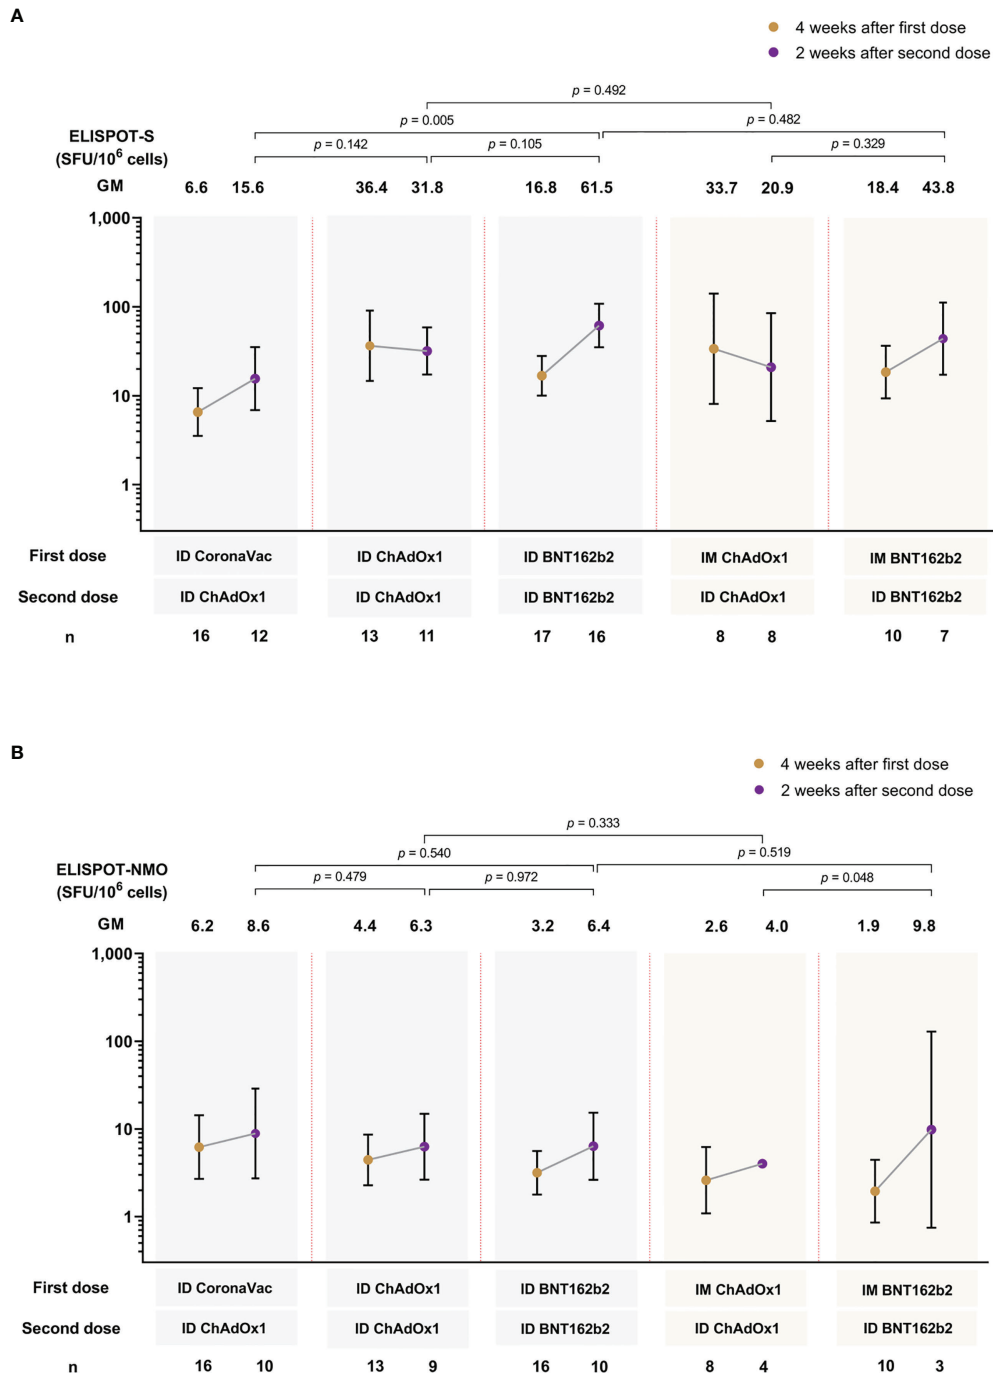 A
4 weeks after first dose
2 weeks after second dose
p = 0.492
p = 0.005
p = 0.482
ELISPOT-S
(SFU/10⁶ cells)
p = 0.142
p = 0.105
p = 0.329
GM 6.6 15.6 36.4 31.8 16.8 61.5 33.7 20.9 18.4 43.8
1,000
100
10
1
First dose ID CoronaVac ID ChAdOx1 ID BNT162b2 IM ChAdOx1 IM BNT162b2
Second dose ID ChAdOx1 ID ChAdOx1 ID BNT162b2 ID ChAdOx1 ID BNT162b2
n 16 12 13 11 17 16 8 8 10 7
B
4 weeks after first dose
2 weeks after second dose
p = 0.333
p = 0.540
p = 0.519
ELISPOT-NMO
(SFU/10⁶ cells)
p = 0.479
p = 0.972
p = 0.048
GM 6.2 8.6 4.4 6.3 3.2 6.4 2.6 4.0 1.9 9.8
1,000
100
10
1
First dose ID CoronaVac ID ChAdOx1 ID BNT162b2 IM ChAdOx1 IM BNT162b2
Second dose ID ChAdOx1 ID ChAdOx1 ID BNT162b2 ID ChAdOx1 ID BNT162b2
n 16 10 13 9 16 10 8 4 10 3